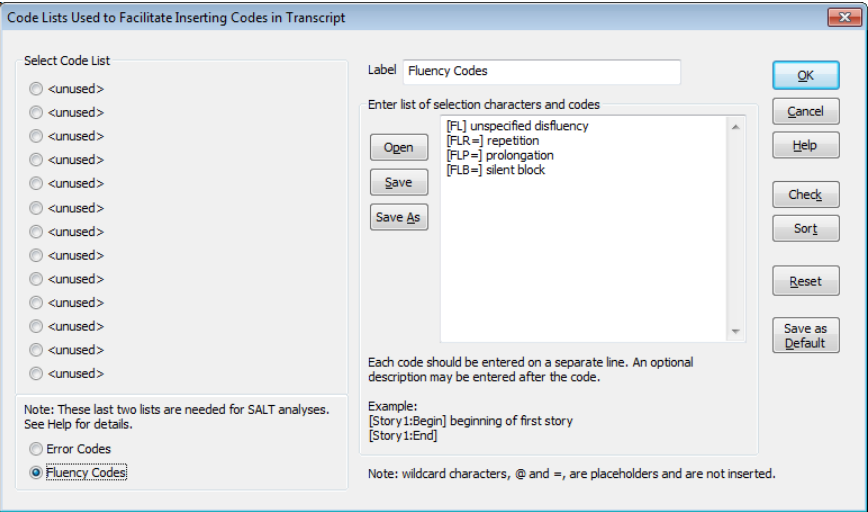 Code Lists Used to Facilitate Inserting Codes in Transcript
Select Code List
<unused>
<unused>
<unused>
<unused>
<unused>
<unused>
<unused>
<unused>
<unused>
<unused>
<unused>
<unused>
<unused>
Note: These last two lists are needed for SALT analyses.
See Help for details.
Error Codes
Fluency Codes
Label
Fluency Codes
Enter list of selection characters and codes
Open
Save
Save As
[FL] unspecified disfluency
[FLR=] repetition
[FLP=] prolongation
[FLB=] silent block
Each code should be entered on a separate line. An optional
description may be entered after the code.
Example:
[Story1:Begin] beginning of first story
[Story1:End]
Note: wildcard characters, @ and =, are placeholders and are not inserted.
OK
Cancel
Help
Check
Sort
Reset
Save as
Default